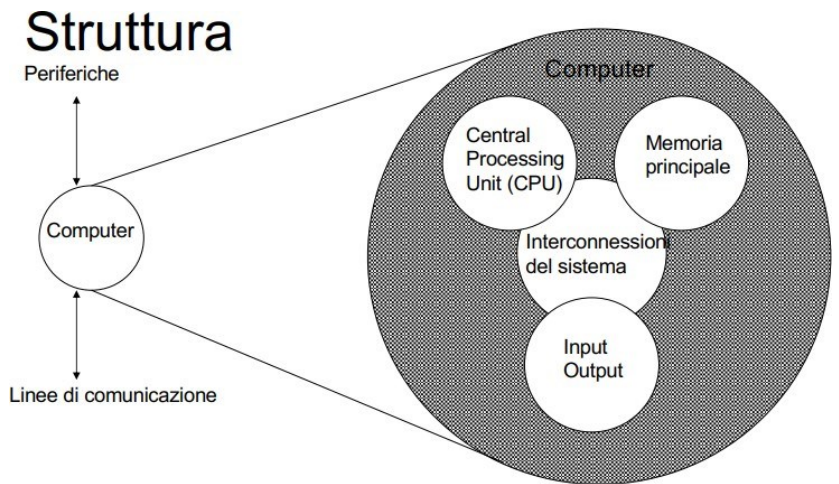 Struttura
Periferiche
Computer
Linee di comunicazione
Computer
Central
Processing
Unit (CPU)
Memoria
principale
Interconnessioni
del sistema
Input
Output